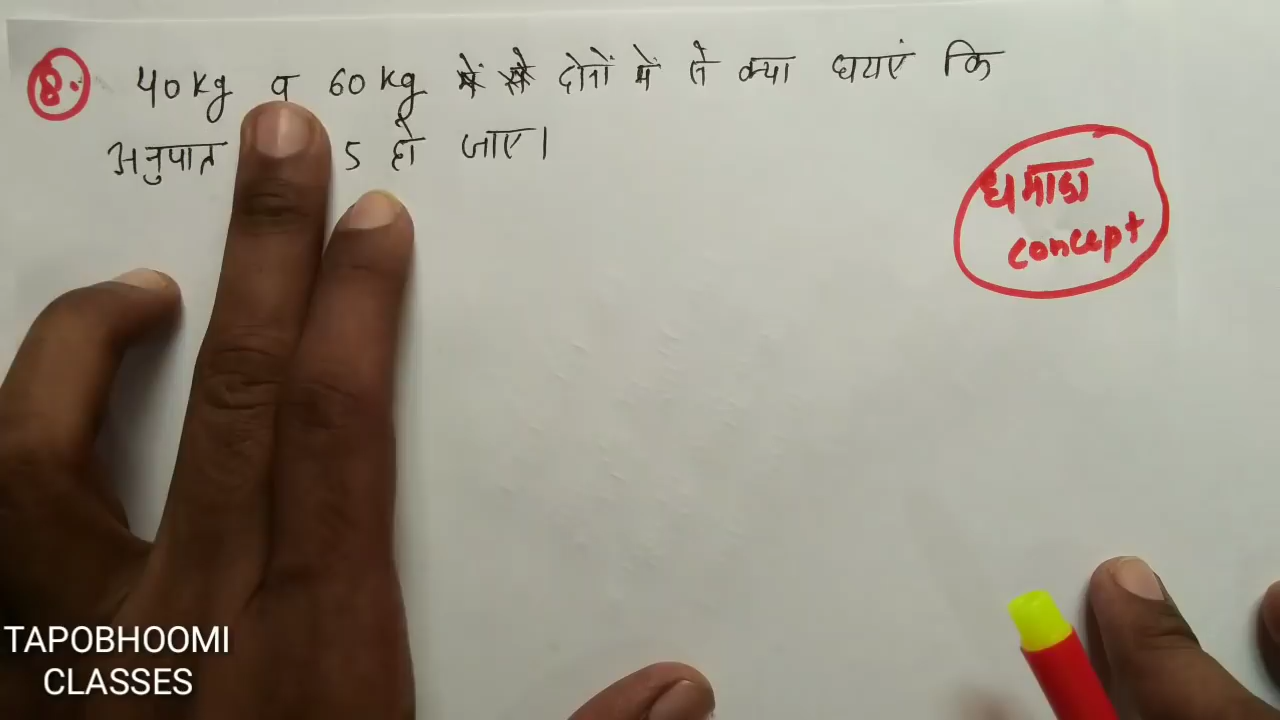 8. 40 kg व 60 kg में से दोनों में से क्या घटाएं कि
अनुपात 5 हो जाए।
धमाका
concept
TAPOBHOOMI
CLASSES